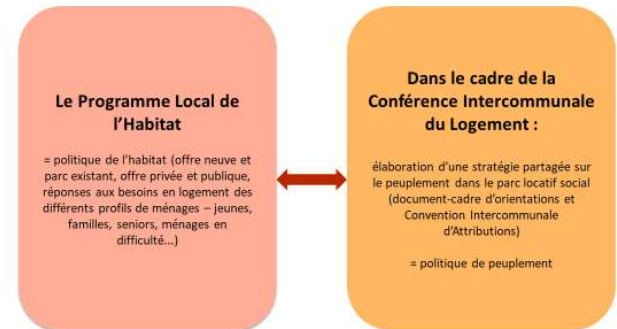 Le Programme Local de
l'Habitat
= politique de l'habitat (offre neuve et
parc existant, offre privée et publique,
réponses aux besoins en logement des
différents profils de ménages – jeunes,
familles, seniors, ménages en
difficulté...)
Dans le cadre de la
Conférence Intercommunale
du Logement :
élaboration d'une stratégie partagée sur
le peuplement dans le parc locatif social
(document-cadre d'orientations et
Convention Intercommunale
d'Attributions)
= politique de peuplement